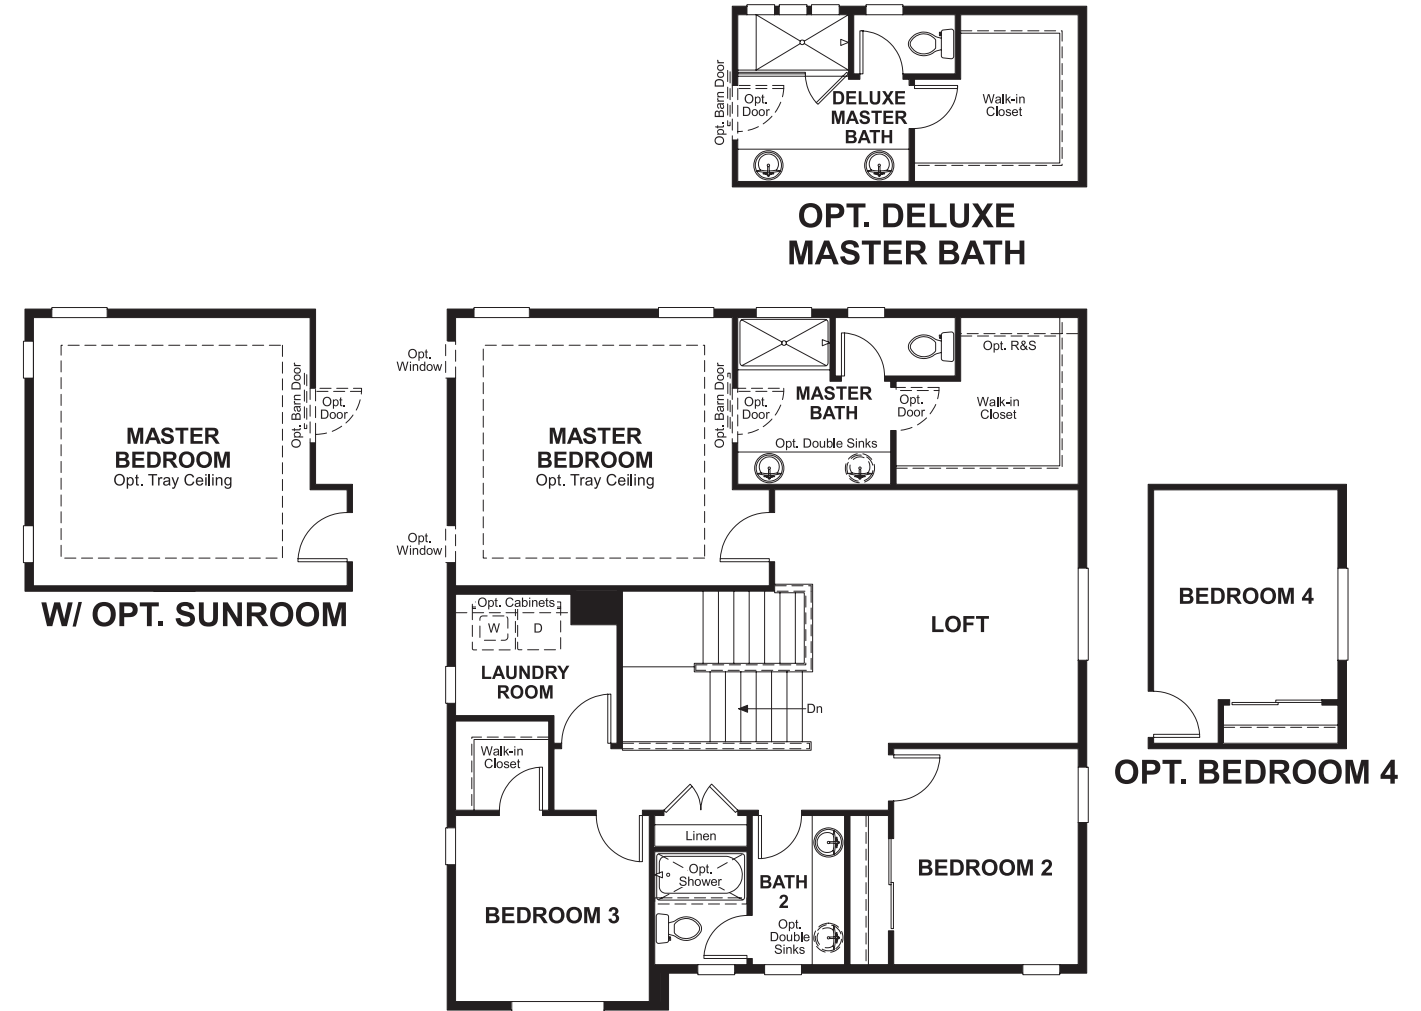 Opt. Barn Door
Opt.
Door
DELUXE
MASTER
BATH
Walk-in
Closet
OPT. DELUXE
MASTER BATH
MASTER
BEDROOM
Opt. Tray Ceiling
Opt. Barn Door
Opt.
Door
W/ OPT. SUNROOM
Opt.
Window
Opt.
Window
MASTER
BEDROOM
Opt. Tray Ceiling
Opt. Barn Door
Opt.
Door
MASTER
BATH
Opt. Double Sinks
Opt.
Door
Opt. R&S
Walk-in
Closet
Opt. Cabinets
W
D
LAUNDRY
ROOM
Dn
LOFT
Walk-in
Closet
Linen
Opt.
Shower
BATH
2
Opt.
Double
Sinks
BEDROOM 3
BEDROOM 2
BEDROOM 4
OPT. BEDROOM 4